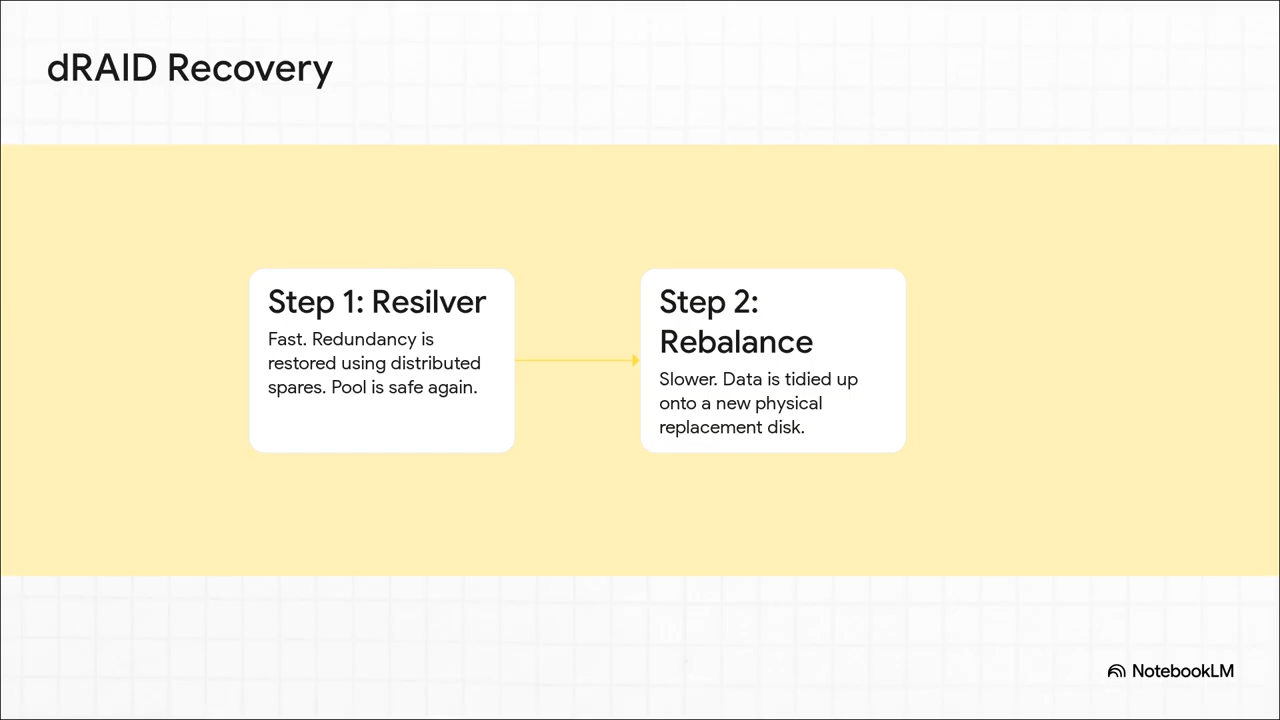 dRAID Recovery
Step 1: Resilver
Fast. Redundancy is
restored using distributed
spares. Pool is safe again.
Step 2:
Rebalance
Slower. Data is tidied up
onto a new physical
replacement disk.
NotebookLM